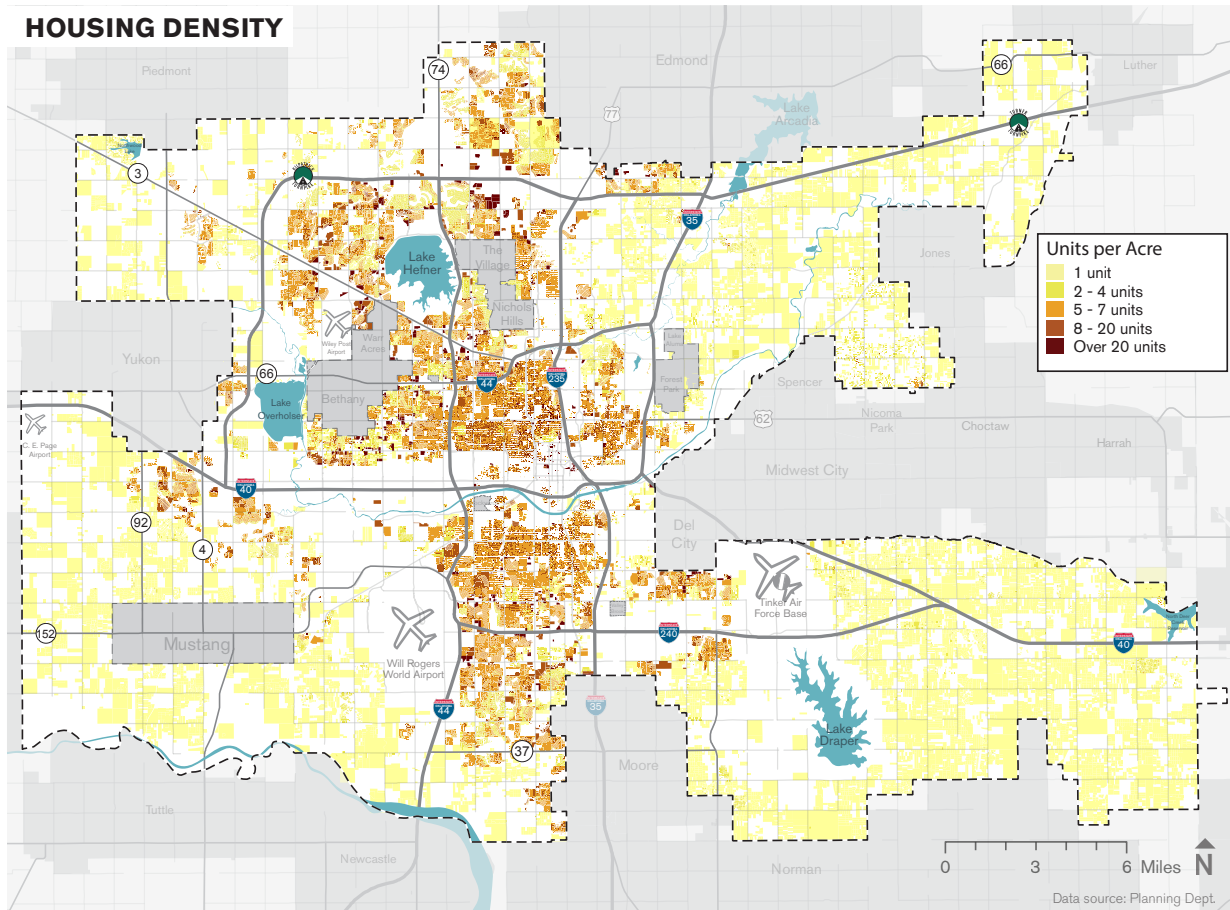 HOUSING DENSITY
Piedmont
74
Edmond
66
Luther
77
Lake
Arcadia
TURNER
TURNPIKE
3
35
Units per Acre
1 unit
2 - 4 units
5 - 7 units
8 - 20 units
Over 20 units
Lake
Hefner
The
Village
Jones
Nichols
Hills
Wiley Post
Airport
Warr
Acres
Yukon
66
44
235
Lake
Forest
Park
Spencer
Bethany
Lake
Overholser
62
Nicoma
Park
Choctaw
Harrah
C. E. Page
Airport
Midwest City
40
92
4
Del
City
Tinker Air
Force Base
152
Mustang
240
40
Will Rogers
World Airport
44
35
Lake
Draper
37
Moore
Tuttle
Newcastle
Norman
0 3 6 Miles
N
Data source: Planning Dept.